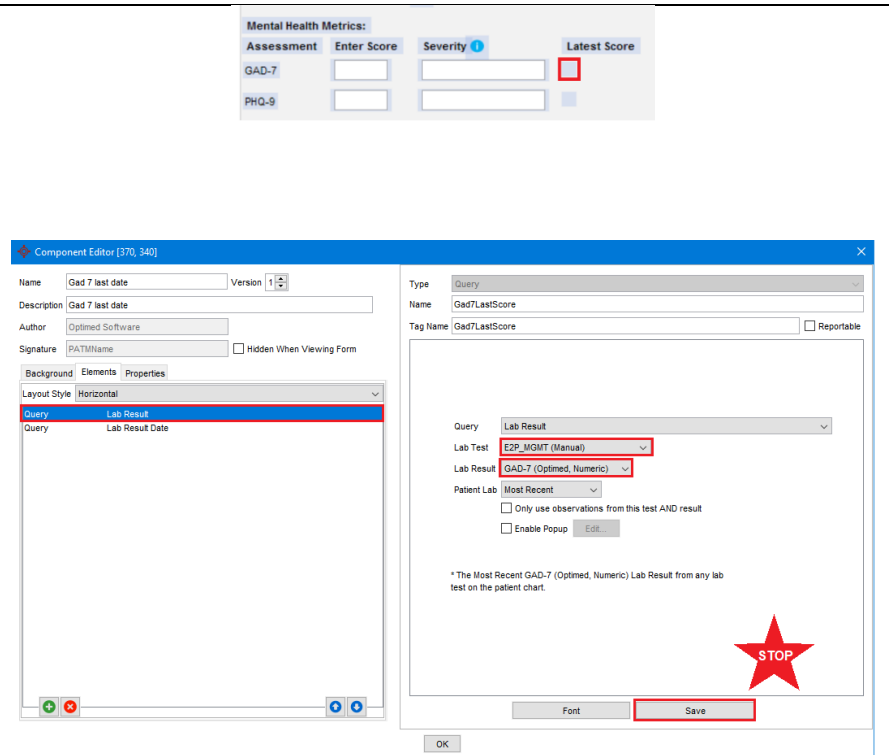 Mental Health Metrics:
Assessment Enter Score Severity i Latest Score
GAD-7
PHQ-9
Component Editor [370, 340]
Name Gad 7 last date Version 1
Description Gad 7 last date
Author Optimed Software
Signature PATMName Hidden When Viewing Form
Background Elements Properties
Layout Style Horizontal
Query Lab Result
Query Lab Result Date
Type Query
Name Gad7LastScore
Tag Name Gad7LastScore Reportable
Query Lab Result
Lab Test E2P_MGMT (Manual)
Lab Result GAD-7 (Optimed, Numeric)
Patient Lab Most Recent
Only use observations from this test AND result
Enable Popup Edit...
* The Most Recent GAD-7 (Optimed, Numeric) Lab Result from any lab
test on the patient chart.
STOP
Font Save
OK